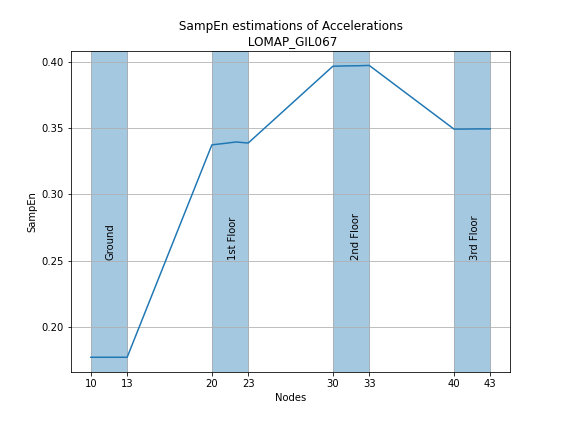 SampEn estimations of Accelerations
LOMAP_GIL067
0.40
0.35
0.30
0.25
0.20
SampEn
Ground
1st Floor
2nd Floor
3rd Floor
10 13 20 23 30 33 40 43
Nodes